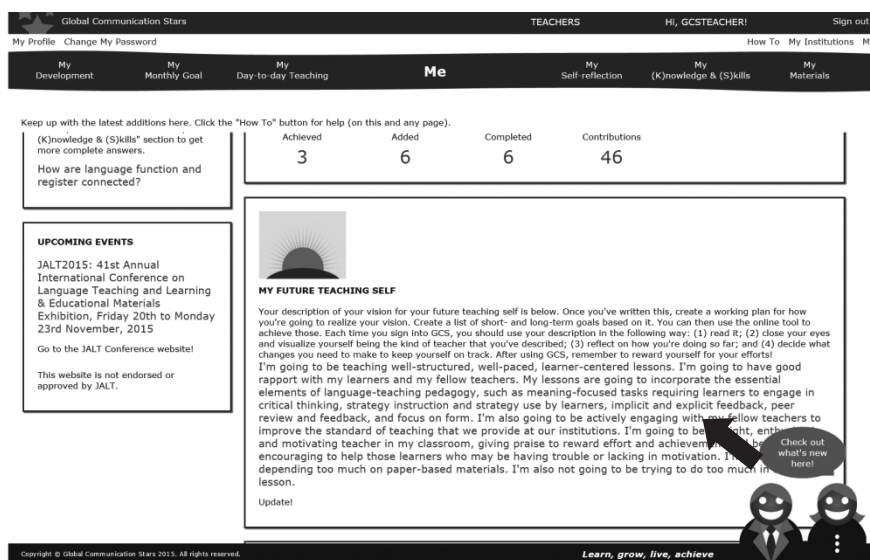 Global Communication Stars
TEACHERS
Hi, GCSTEACHER!
Sign out
My Profile Change My Password
How To My Institutions M
My Development
My Monthly Goal
My Day-to-day Teaching
Me
My Self-reflection
My (K)nowledge & (S)kills
My Materials
Keep up with the latest additions here. Click the "How To" button for help (on this and any page).
(K)nowledge & (S)kills" section to get
more complete answers.
How are language function and
register connected?
Achieved
3
Added
6
Completed
6
Contributions
46
UPCOMING EVENTS
JALT2015: 41st Annual
International Conference on
Language Teaching and Learning
& Educational Materials
Exhibition, Friday 20th to Monday
23rd November, 2015
Go to the JALT Conference website!
This website is not endorsed or
approved by JALT.
MY FUTURE TEACHING SELF
Your description of your vision for your future teaching self is below. Once you've written this, create a working plan for how
you're going to realize your vision. Create a list of short- and long-term goals based on it. You can then use the online tool to
achieve those. Each time you sign into GCS, you should use your description in the following way: (1) read it; (2) close your eyes
and visualize yourself being the kind of teacher that you've described; (3) reflect on how you're doing so far; and (4) decide what
changes you need to make to keep yourself on track. After using GCS, remember to reward yourself for your efforts!
I'm going to be teaching well-structured, well-paced, learner-centered lessons. I'm going to have good
rapport with my learners and my fellow teachers. My lessons are going to incorporate the essential
elements of language-teaching pedagogy, such as meaning-focused tasks requiring learners to engage in
critical thinking, strategy instruction and strategy use by learners, implicit and explicit feedback, peer
review and feedback, and focus on form. I'm also going to be actively engaging with my fellow teachers to
improve the standard of teaching that we provide at our institutions. I'm going to be
and motivating teacher in my classroom, giving praise to reward effort and be
encouraging to help those learners who may be having trouble or lacking in motivation.
depending too much on paper-based materials. I'm also not going to be trying to do too much in
lesson.
Update!
Check out
what's new
here!
Copyright © Global Communication Stars 2015. All rights reserved.
Learn, grow, live, achieve